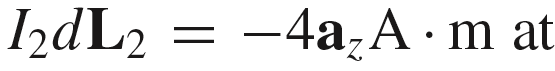 I₂d𝐋₂ = −4𝐚_z A · m at